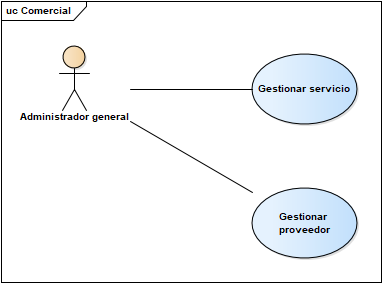 uc Comercial
Administrador general
Gestionar servicio
Gestionar
proveedor